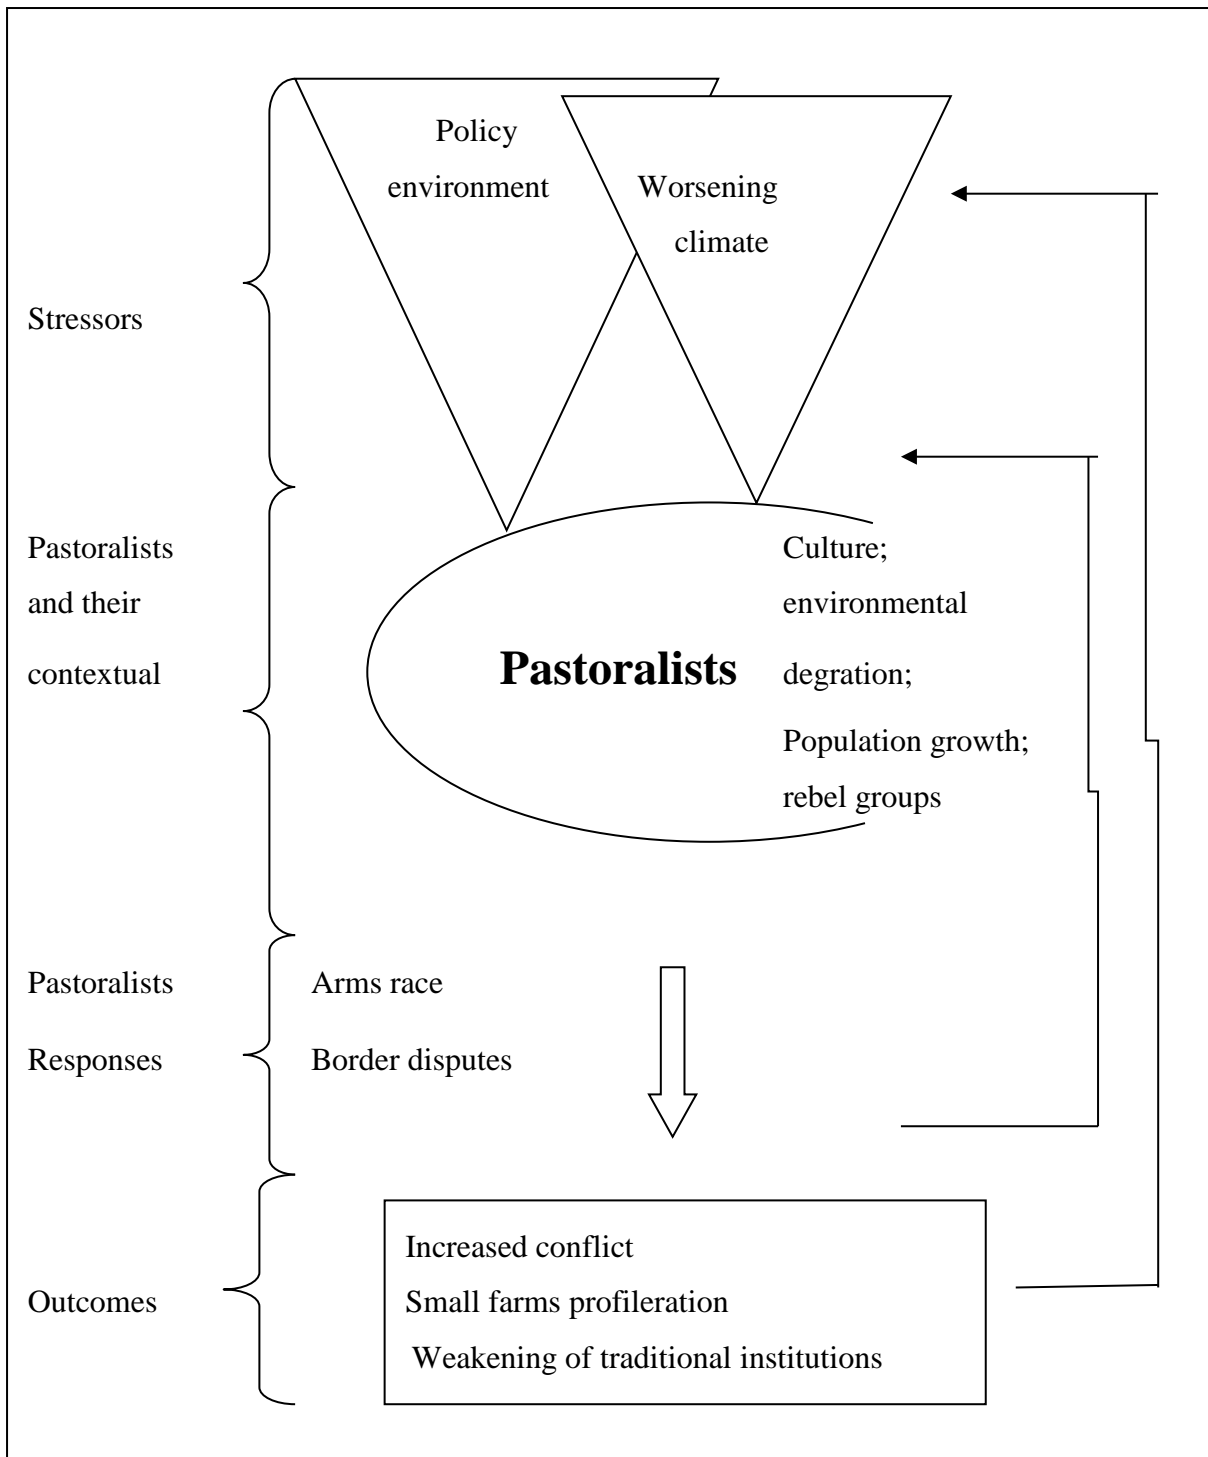 Policy
environment
Worsening
climate
Stressors
Pastoralists
and their
contextual
Pastoralists
Culture;
environmental
degration;
Population growth;
rebel groups
Pastoralists
Responses
Arms race
Border disputes
Outcomes
Increased conflict
Small farms profileration
Weakening of traditional institutions